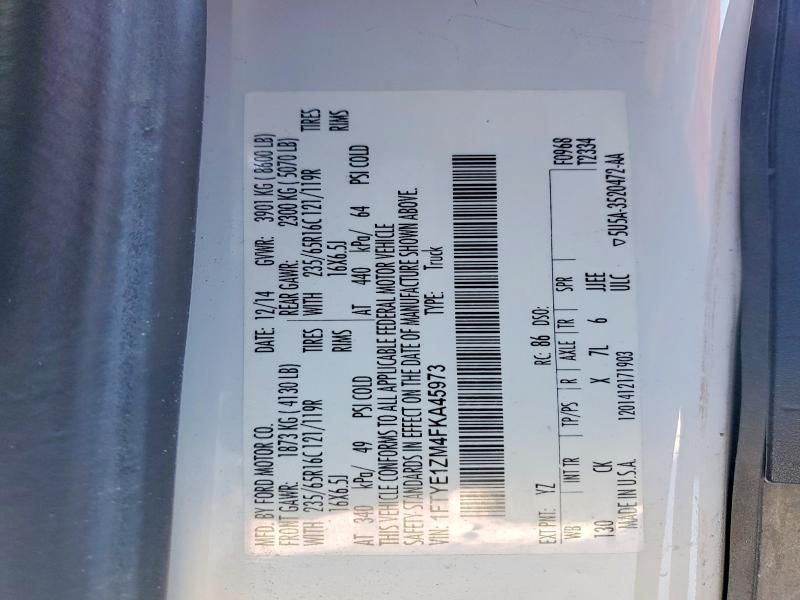 MFD. BY FORD MOTOR CO. DATE: 12/14 GVWR: 3901 KG (8600 LB)
FRONT GAWR: 1873 KG (4130 LB) REAR GAWR: 2300 KG (5070 LB)
WITH 235/65R16C 121/119R TIRES WITH 235/65R16C 121/119R TIRES
16X6.5J RIMS 16X6.5J RIMS
AT 340 kPa/ 49 PSI COLD AT 440 kPa/ 64 PSI COLD
THIS VEHICLE CONFORMS TO ALL APPLICABLE FEDERAL MOTOR VEHICLE
SAFETY STANDARDS IN EFFECT ON THE DATE OF MANUFACTURE SHOWN ABOVE.
VIN: 1FTYE1ZM4FKA45973 TYPE: Truck
F0968
EXT PNT: YZ RC: 86 DSO: T2334
WB INT TR TP/PS R AXLE TR SPR
130 CK X 7L 6 JJEE
MADE IN U.S.A. 1201412171903 ULC ▽5U5A-3520472-AA